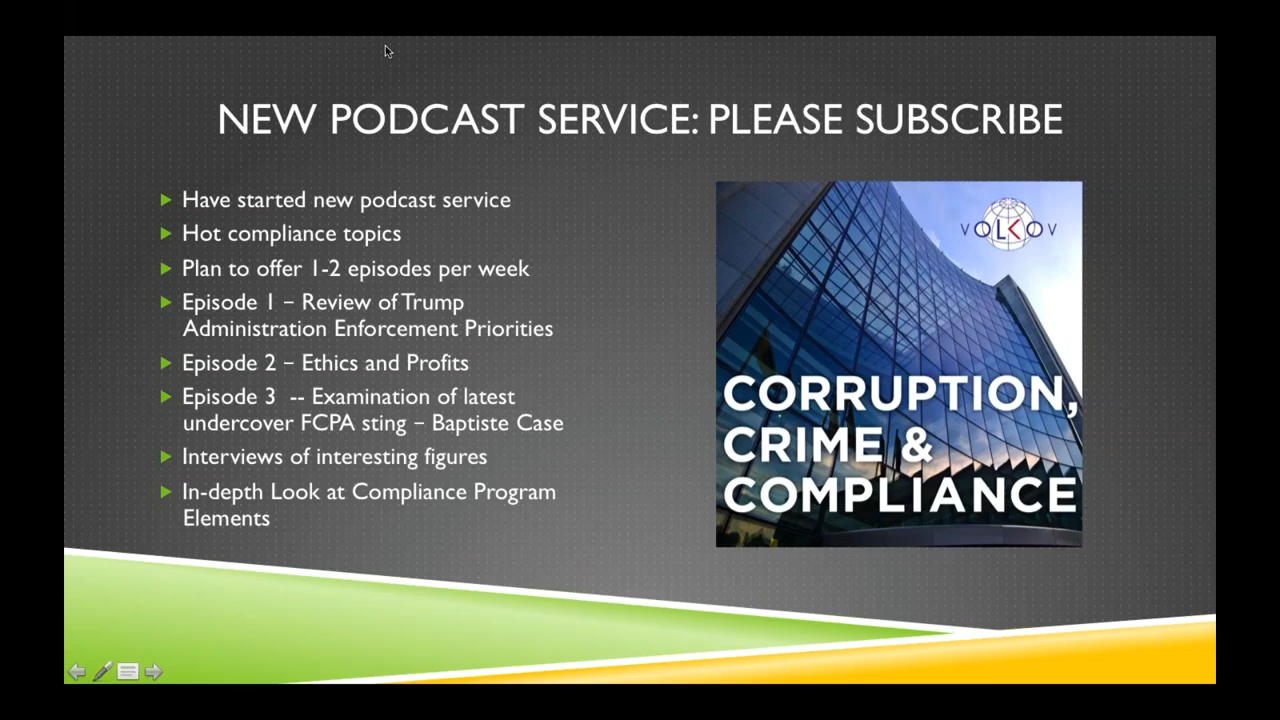 NEW PODCAST SERVICE: PLEASE SUBSCRIBE
Have started new podcast service
Hot compliance topics
Plan to offer 1-2 episodes per week
Episode 1 – Review of Trump
Administration Enforcement Priorities
Episode 2 – Ethics and Profits
Episode 3  -- Examination of latest
undercover FCPA sting – Baptiste Case
Interviews of interesting figures
In-depth Look at Compliance Program
Elements
VOLKOV
CORRUPTION,
CRIME &
COMPLIANCE